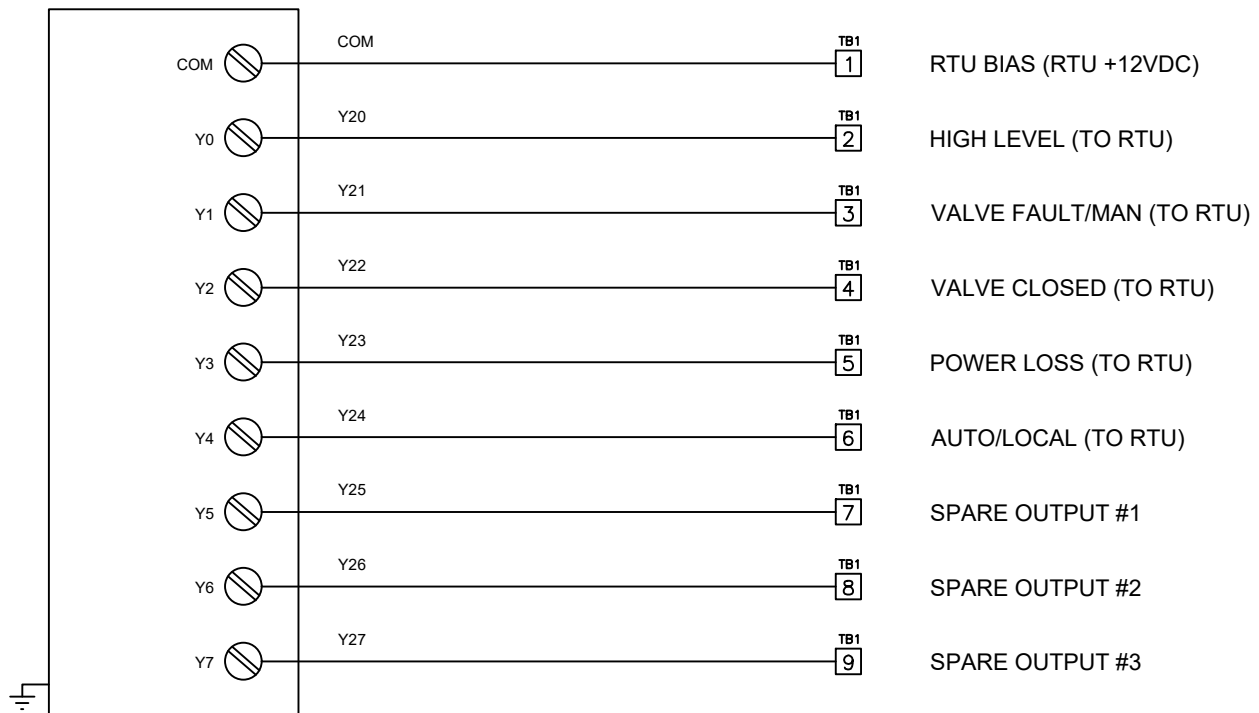 COM COM TB1 1 RTU BIAS (RTU +12VDC)
Y0 Y20 TB1 2 HIGH LEVEL (TO RTU)
Y1 Y21 TB1 3 VALVE FAULT/MAN (TO RTU)
Y2 Y22 TB1 4 VALVE CLOSED (TO RTU)
Y3 Y23 TB1 5 POWER LOSS (TO RTU)
Y4 Y24 TB1 6 AUTO/LOCAL (TO RTU)
Y5 Y25 TB1 7 SPARE OUTPUT #1
Y6 Y26 TB1 8 SPARE OUTPUT #2
Y7 Y27 TB1 9 SPARE OUTPUT #3